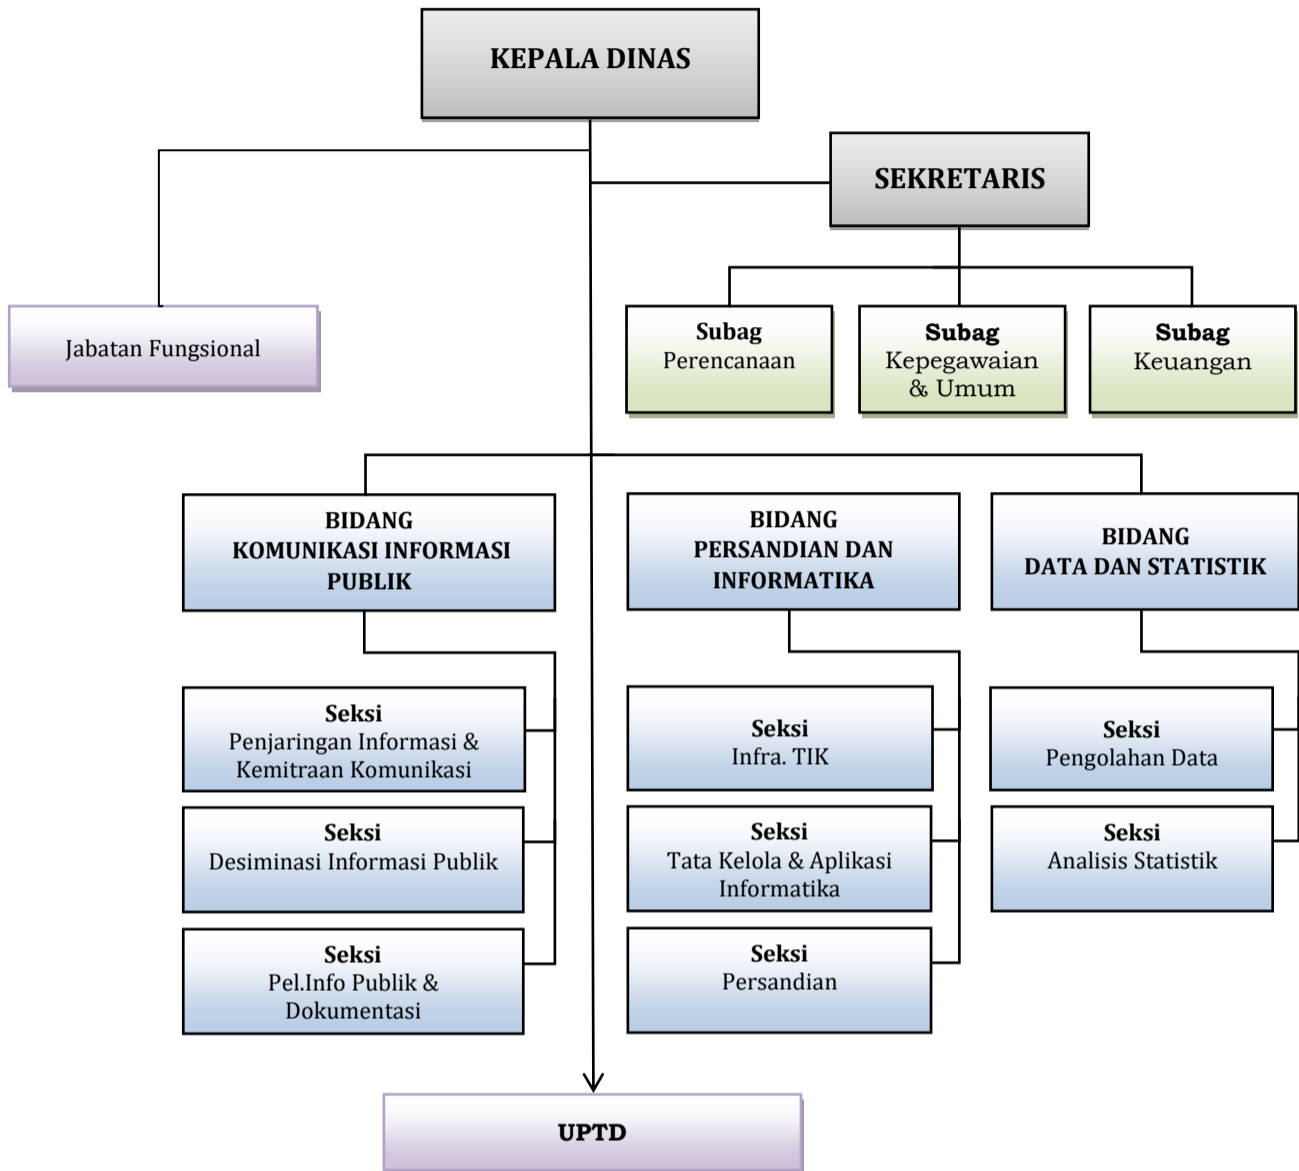 KEPALA DINAS
SEKRETARIS
Jabatan Fungsional
Subag
Perencanaan
Subag
Kepegawaian
& Umum
Subag
Keuangan
BIDANG
KOMUNIKASI INFORMASI
PUBLIK
BIDANG
PERSANDIAN DAN
INFORMATIKA
BIDANG
DATA DAN STATISTIK
Seksi
Penjaringan Informasi &
Kemitraan Komunikasi
Seksi
Infra. TIK
Seksi
Pengolahan Data
Seksi
Desiminasi Informasi Publik
Seksi
Tata Kelola & Aplikasi
Informatika
Seksi
Analisis Statistik
Seksi
Pel.Info Publik &
Dokumentasi
Seksi
Persandian
UPTD